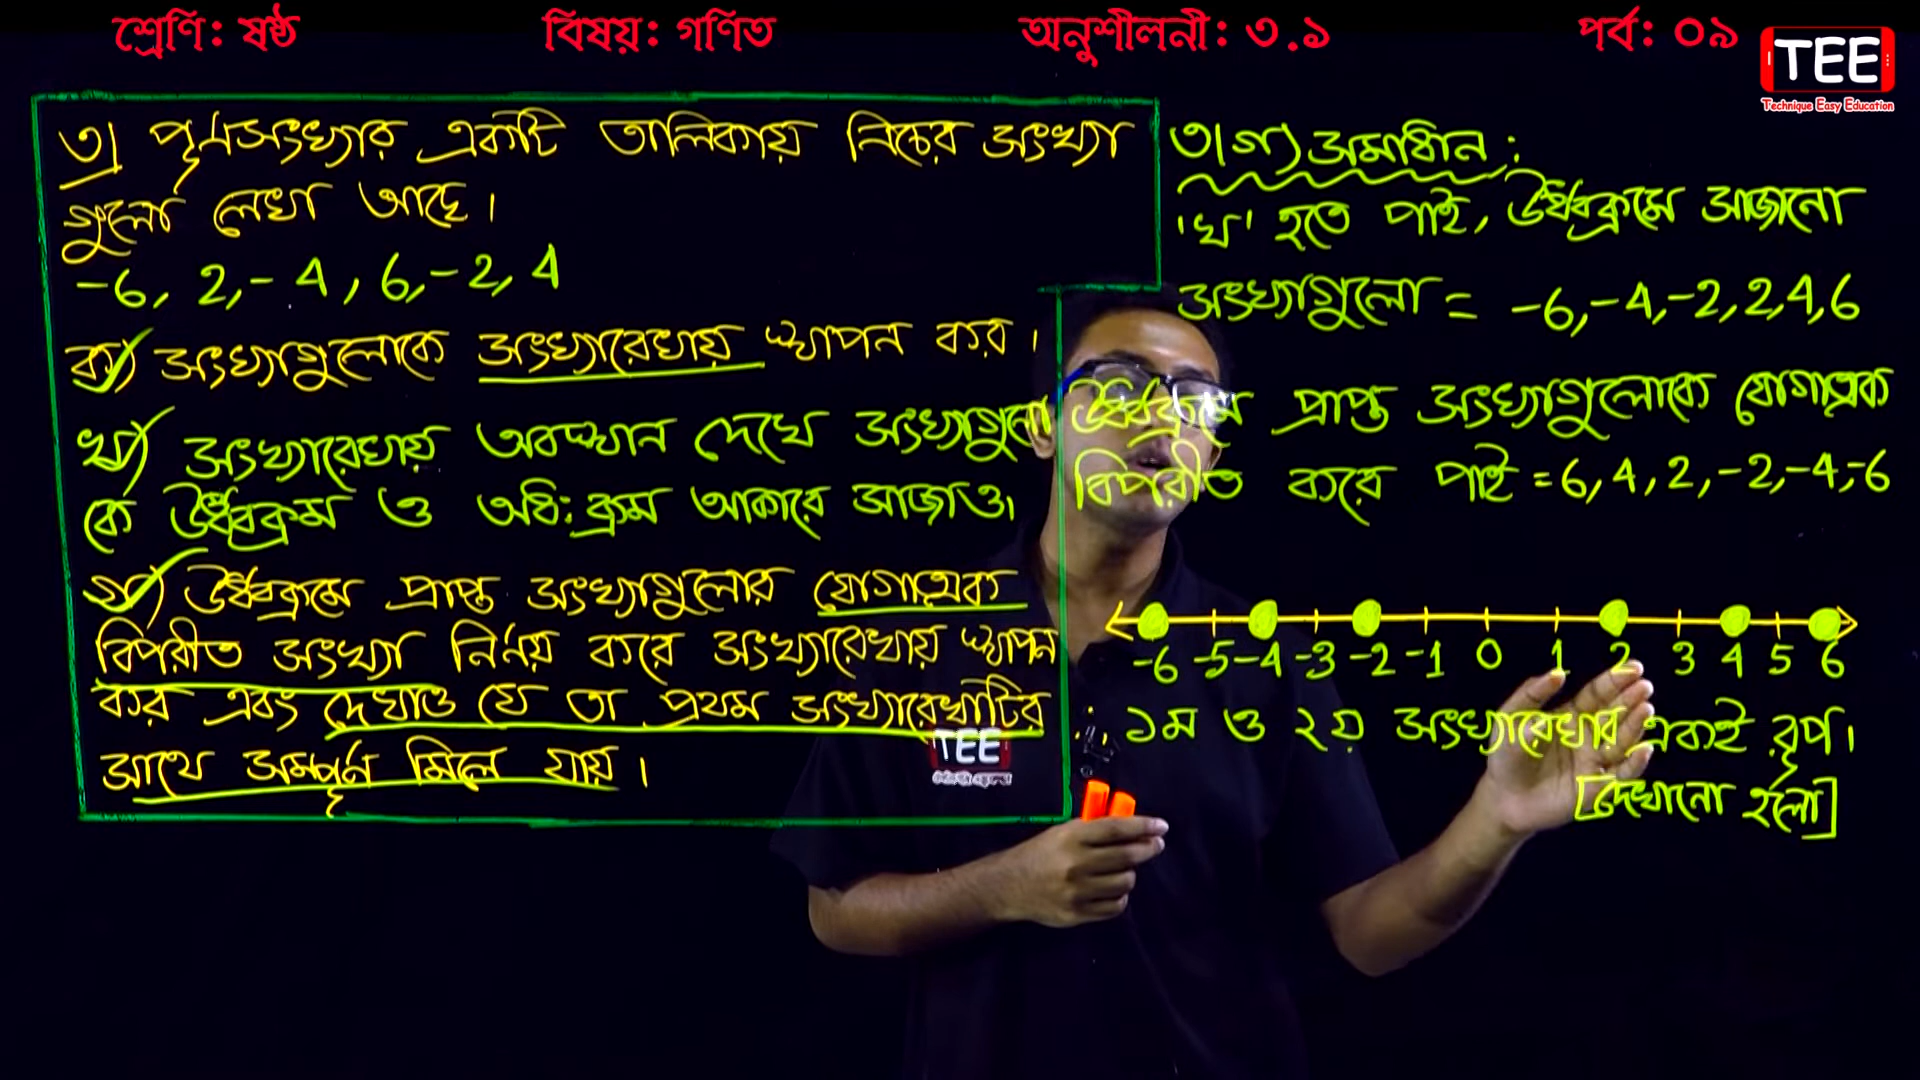 শ্রেণি: ষষ্ঠ বিষয়: গণিত অনুশীলনী: ৩.১ পর্ব: ০৯
TEE
Technique Easy Education
৩। পূর্ণসংখ্যার একটি তালিকায় নিচের সংখ্যা
গুলো লেখা আছে।
-6, 2, -4, 6, -2, 4
ক) সংখ্যাগুলোকে সংখ্যারেখায় স্থাপন কর।
খ) সংখ্যারেখায় অবস্থান দেখে সংখ্যাগুলো
কে ঊর্ধ্বক্রম ও অধ:ক্রম আকারে সাজাও।
গ) ঊর্ধ্বক্রমে প্রাপ্ত সংখ্যাগুলোর যোগাত্মক
বিপরীত সংখ্যা নির্ণয় করে সংখ্যারেখায় স্থাপন
কর এবং দেখাও যে তা প্রথম সংখ্যারেখাটির
সাথে সম্পূর্ণ মিলে যায়।
৩।(গ) সমাধান:
'খ' হতে পাই, ঊর্ধ্বক্রমে সাজানো
সংখ্যাগুলো = -6, -4, -2, 2, 4, 6
ঊর্ধ্বক্রমে প্রাপ্ত সংখ্যাগুলোকে যোগাত্মক
বিপরীত করে পাই = 6, 4, 2, -2, -4, -6
-6 -5 -4 -3 -2 -1 0 1 2 3 4 5 6
∴ ১ম ও ২য় সংখ্যারেখার একই রূপ।
[দেখানো হলো]
TEE